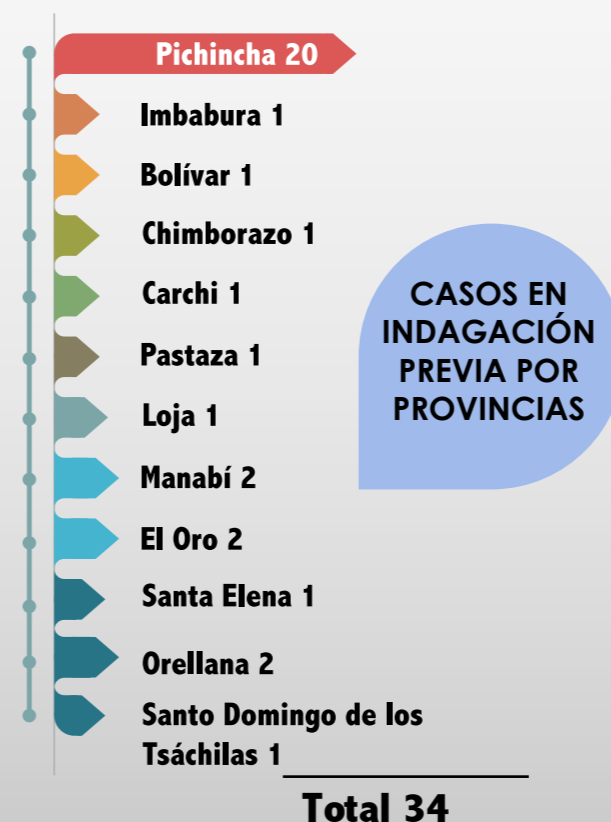 Pichincha 20
Imbabura 1
Bolívar 1
Chimborazo 1
Carchi 1
Pastaza 1
Loja 1
Manabí 2
El Oro 2
Santa Elena 1
Orellana 2
Santo Domingo de los
Tsáchilas 1
Total 34
CASOS EN
INDAGACIÓN
PREVIA POR
PROVINCIAS